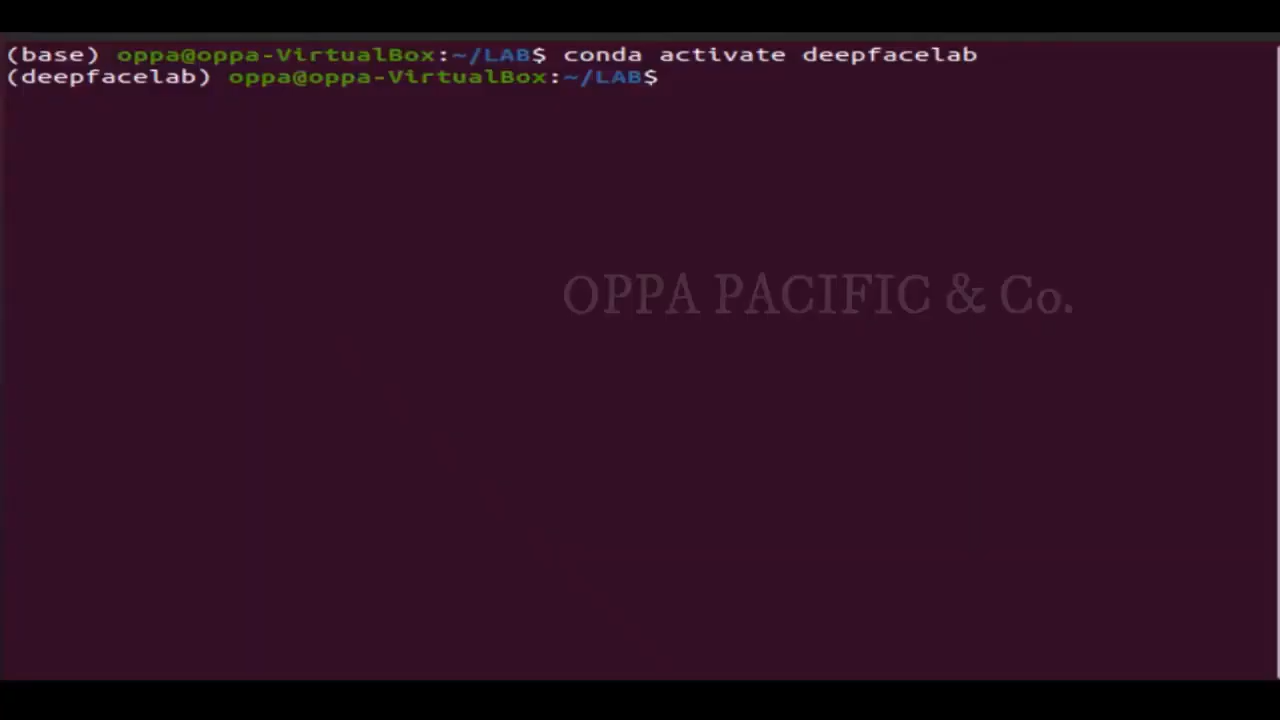 (base) oppa@oppa-VirtualBox:~/LAB$ conda activate deepfacelab
(deepfacelab) oppa@oppa-VirtualBox:~/LAB$
OPPA PACIFIC & Co.